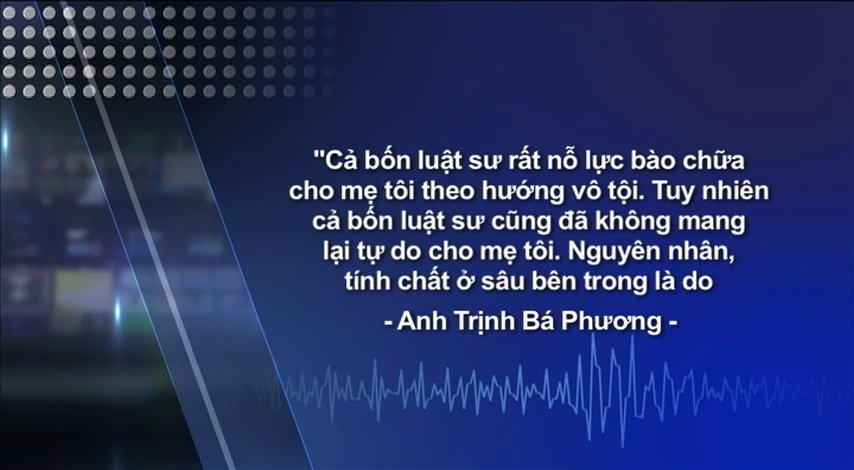 "Cả bốn luật sư rất nỗ lực bào chữa
cho mẹ tôi theo hướng vô tội. Tuy nhiên
cả bốn luật sư cũng đã không mang
lại tự do cho mẹ tôi. Nguyên nhân,
tính chất ở sâu bên trong là do
- Anh Trịnh Bá Phương -